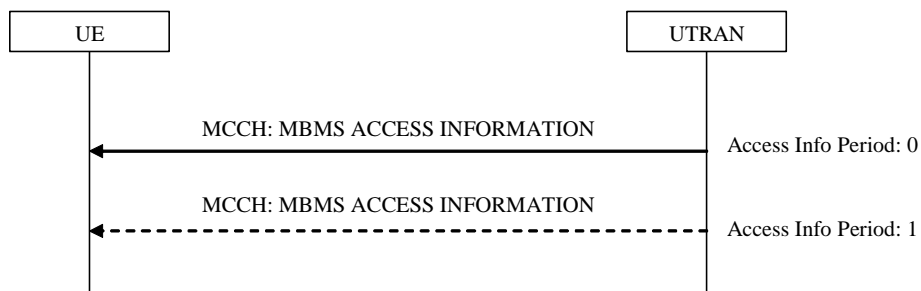 UE
UTRAN
MCCH: MBMS ACCESS INFORMATION
Access Info Period: 0
MCCH: MBMS ACCESS INFORMATION
Access Info Period: 1